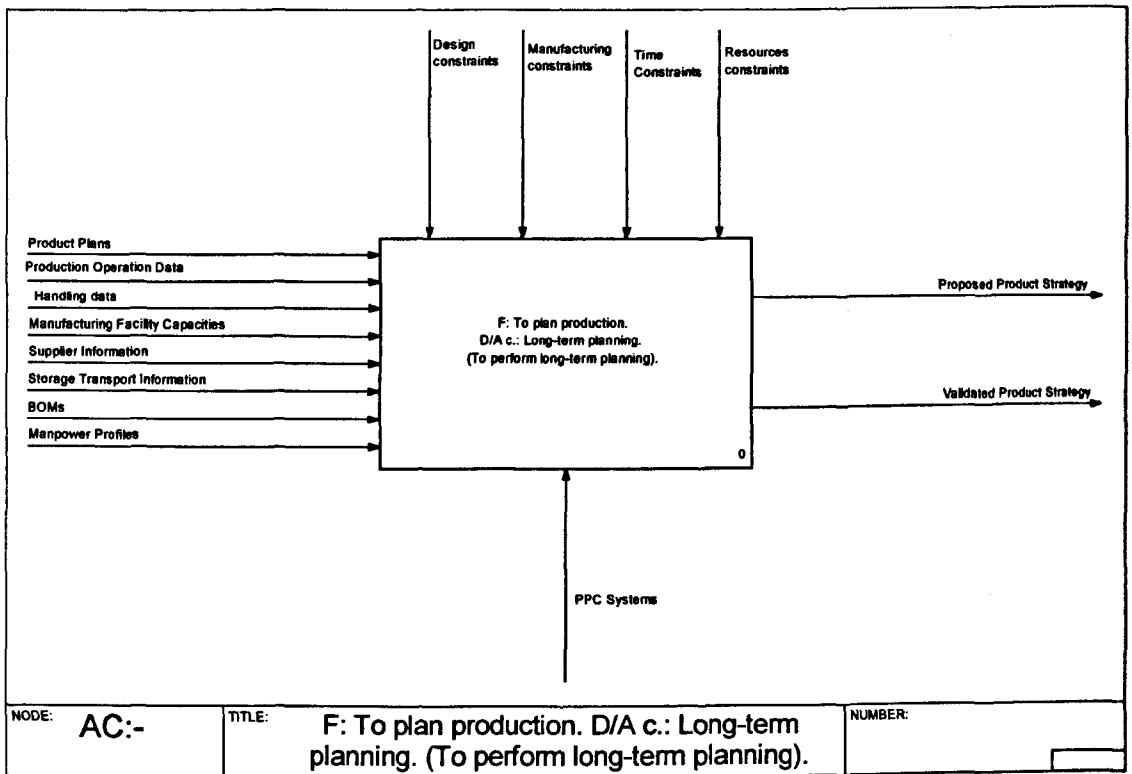 Design
constraints
Manufacturing
constraints
Time
Constraints
Resources
constraints
Product Plans
Production Operation Data
Handling data
Manufacturing Facility Capacities
Supplier Information
Storage Transport Information
BOMs
Manpower Profiles
F: To plan production.
D/A c.: Long-term planning.
(To perform long-term planning).
0
Proposed Product Strategy
Validated Product Strategy
PPC Systems
NODE:
AC:-
TITLE:
F: To plan production. D/A c.: Long-term
planning. (To perform long-term planning).
NUMBER: